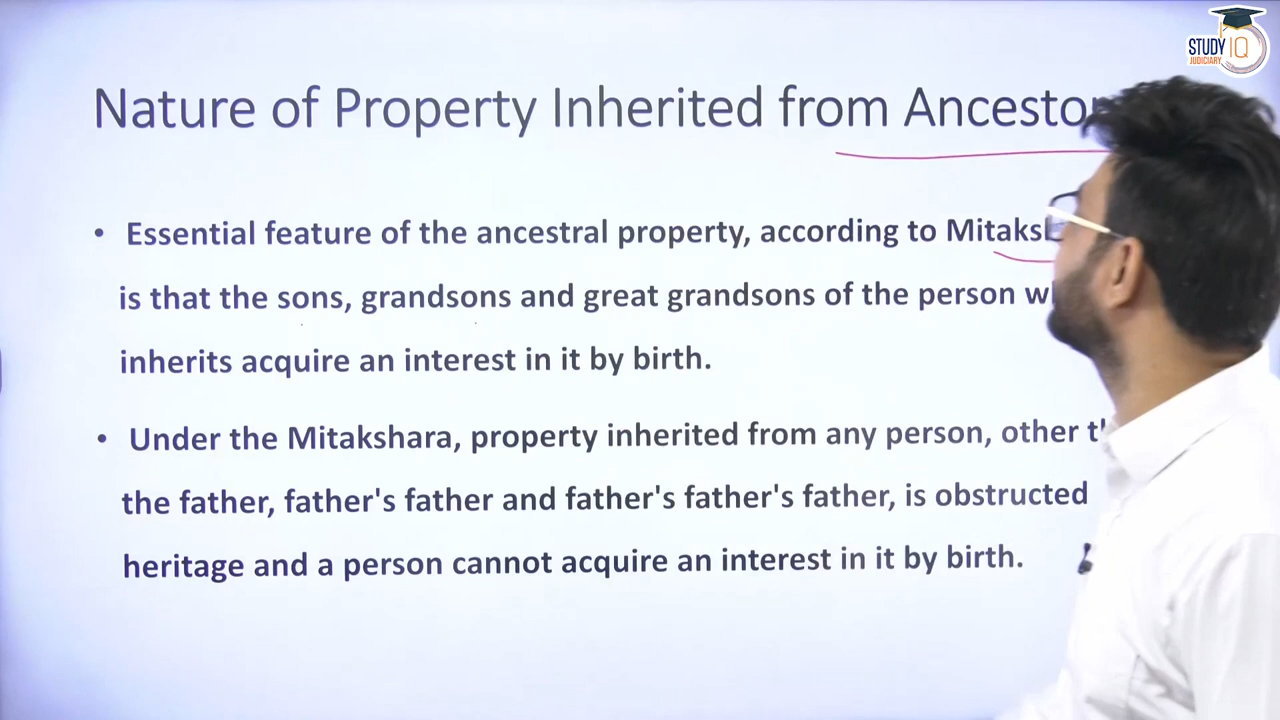 STUDY IQ
JUDICIARY
Nature of Property Inherited from
• Essential feature of the ancestral property, according to
is that the sons, grandsons and great grandsons of the person
inherits acquire an interest in it by birth.
• Under the Mitakshara, property inherited from any person, other
the father, father's father and father's father's father, is obstructed
heritage and a person cannot acquire an interest in it by birth.